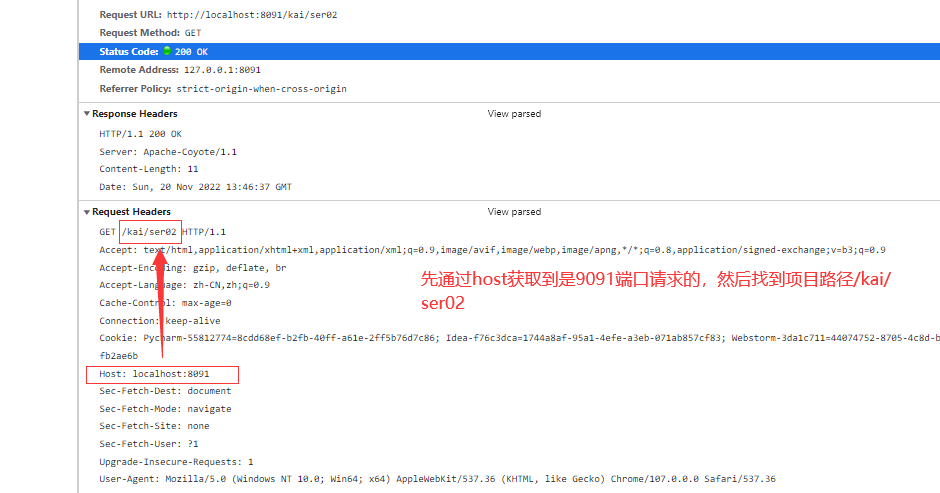 Request URL: http://localhost:8091/kai/ser02
Request Method: GET
Status Code: 200 OK
Remote Address: 127.0.0.1:8091
Referrer Policy: strict-origin-when-cross-origin
Response Headers View parsed
HTTP/1.1 200 OK
Server: Apache-Coyote/1.1
Content-Length: 11
Date: Sun, 20 Nov 2022 13:46:37 GMT
Request Headers View parsed
GET /kai/ser02 HTTP/1.1
Accept: text/html,application/xhtml+xml,application/xml;q=0.9,image/avif,image/webp,image/apng,*/*;q=0.8,application/signed-exchange;v=b3;q=0.9
Accept-Encoding: gzip, deflate, br
Accept-Language: zh-CN,zh;q=0.9
Cache-Control: max-age=0
Connection: keep-alive
Cookie: Pycharm-55812774=8cdd68ef-b2fb-40ff-a61e-2ff5b76d7c86; Idea-f76c3dca=1744a8af-95a1-4efe-a3eb-071ab857cf83; Webstorm-3da1c711=44074752-8705-4c8d-b
fb2ae6b
Host: localhost:8091
Sec-Fetch-Dest: document
Sec-Fetch-Mode: navigate
Sec-Fetch-Site: none
Sec-Fetch-User: ?1
Upgrade-Insecure-Requests: 1
User-Agent: Mozilla/5.0 (Windows NT 10.0; Win64; x64) AppleWebKit/537.36 (KHTML, like Gecko) Chrome/107.0.0.0 Safari/537.36
先通过host获取到是9091端口请求的，然后找到项目路径/kai/
ser02